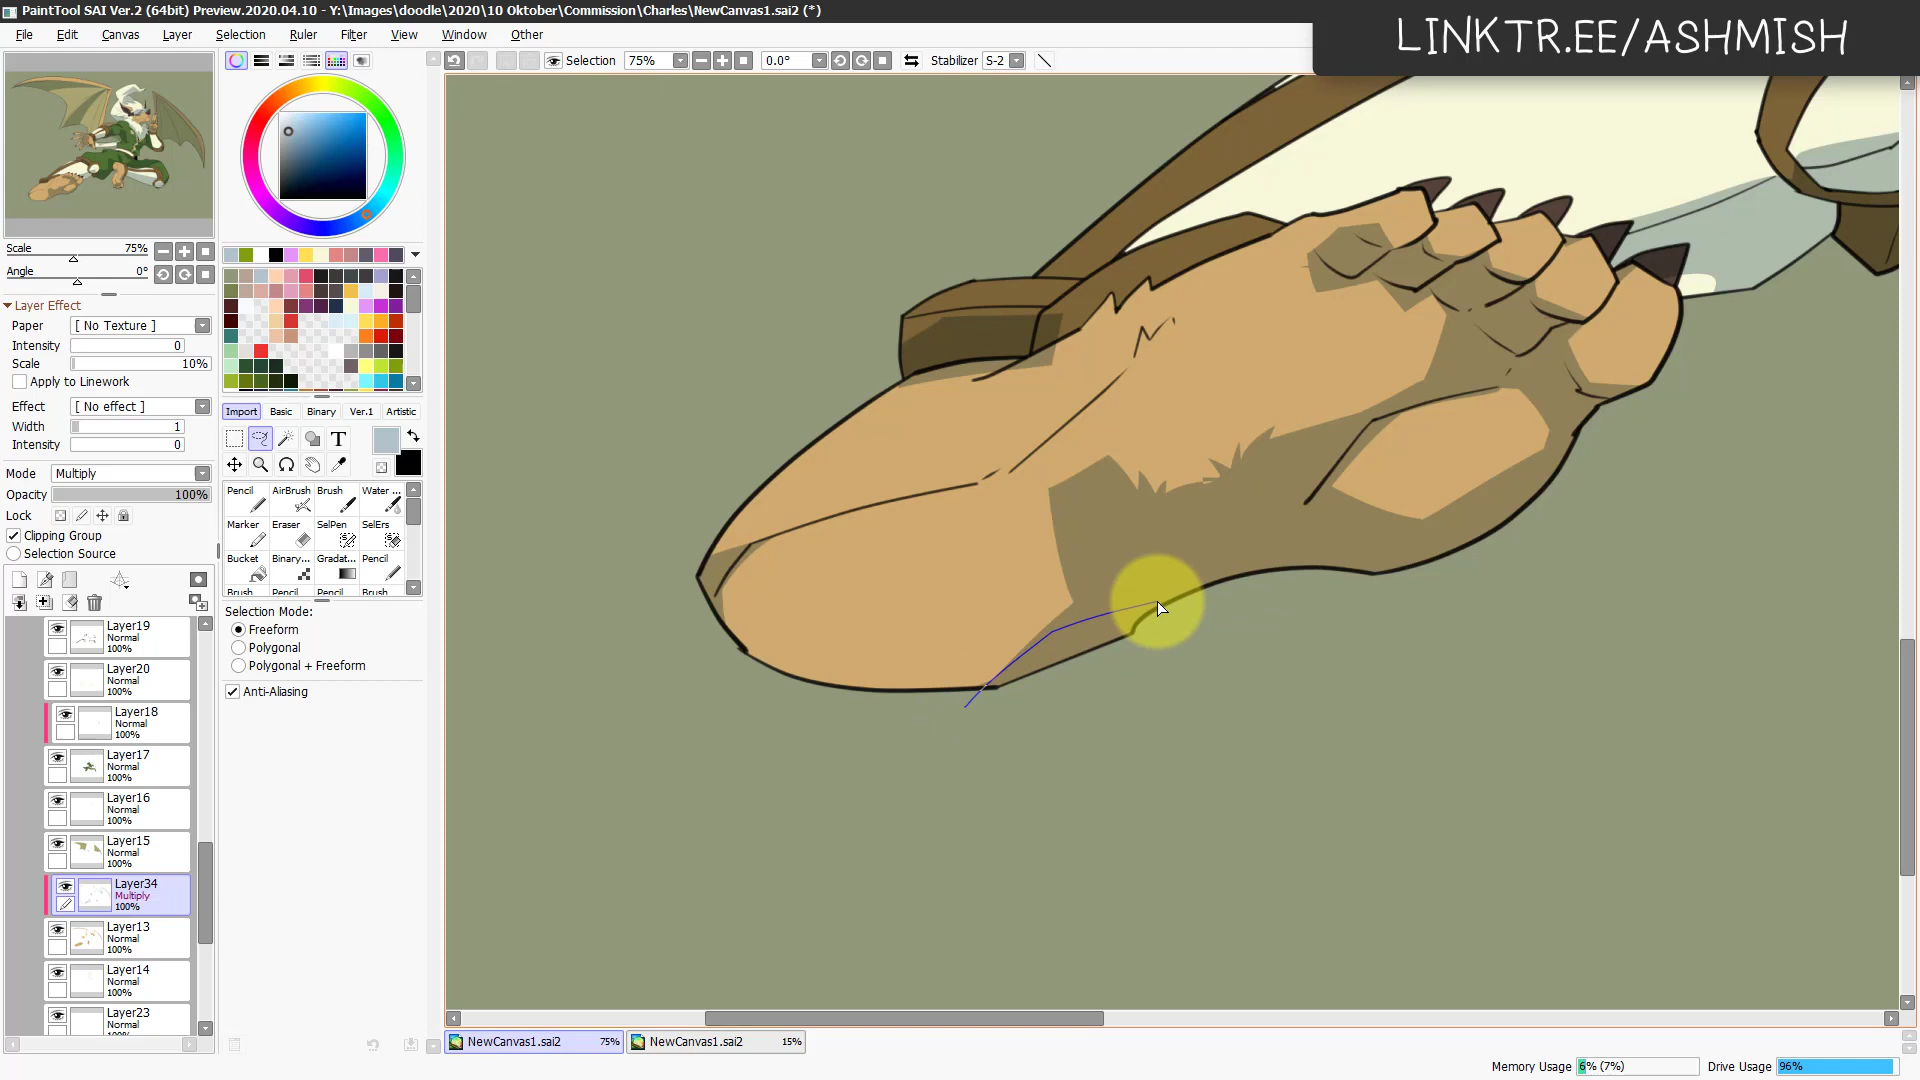 PaintTool SAI Ver.2 (64bit) Preview.2020.04.10 - Y:\Images\doodle\2020\10 Oktober\Commission\Charles\NewCanvas1.sai2 (*)
LINKTR.EE/ASHMISH
File Edit Canvas Layer Selection Ruler Filter View Window Other
Selection 75% 0.0° Stabilizer S-2
Scale 75%
Angle 0°
Layer Effect
Paper [ No Texture ]
Intensity 0
Scale 10%
Apply to Linework
Effect [ No effect ]
Width 1
Intensity 0
Mode Multiply
Opacity 100%
Lock
Clipping Group
Selection Source
Layer19
Normal
100%
Layer20
Normal
100%
Layer18
Normal
100%
Layer17
Normal
100%
Layer16
Normal
100%
Layer15
Normal
100%
Layer34
Multiply
100%
Layer13
Normal
100%
Layer14
Normal
100%
Layer23
Normal
Import Basic Binary Ver.1 Artistic
T
Pencil AirBrush Brush Water ...
Marker Eraser SelPen SelErs
Bucket Binary... Gradat... Pencil
Brush Pencil Pencil Brush
Selection Mode:
Freeform
Polygonal
Polygonal + Freeform
Anti-Aliasing
NewCanvas1.sai2 75% NewCanvas1.sai2 15%
Memory Usage 6% (7%) Drive Usage 96%